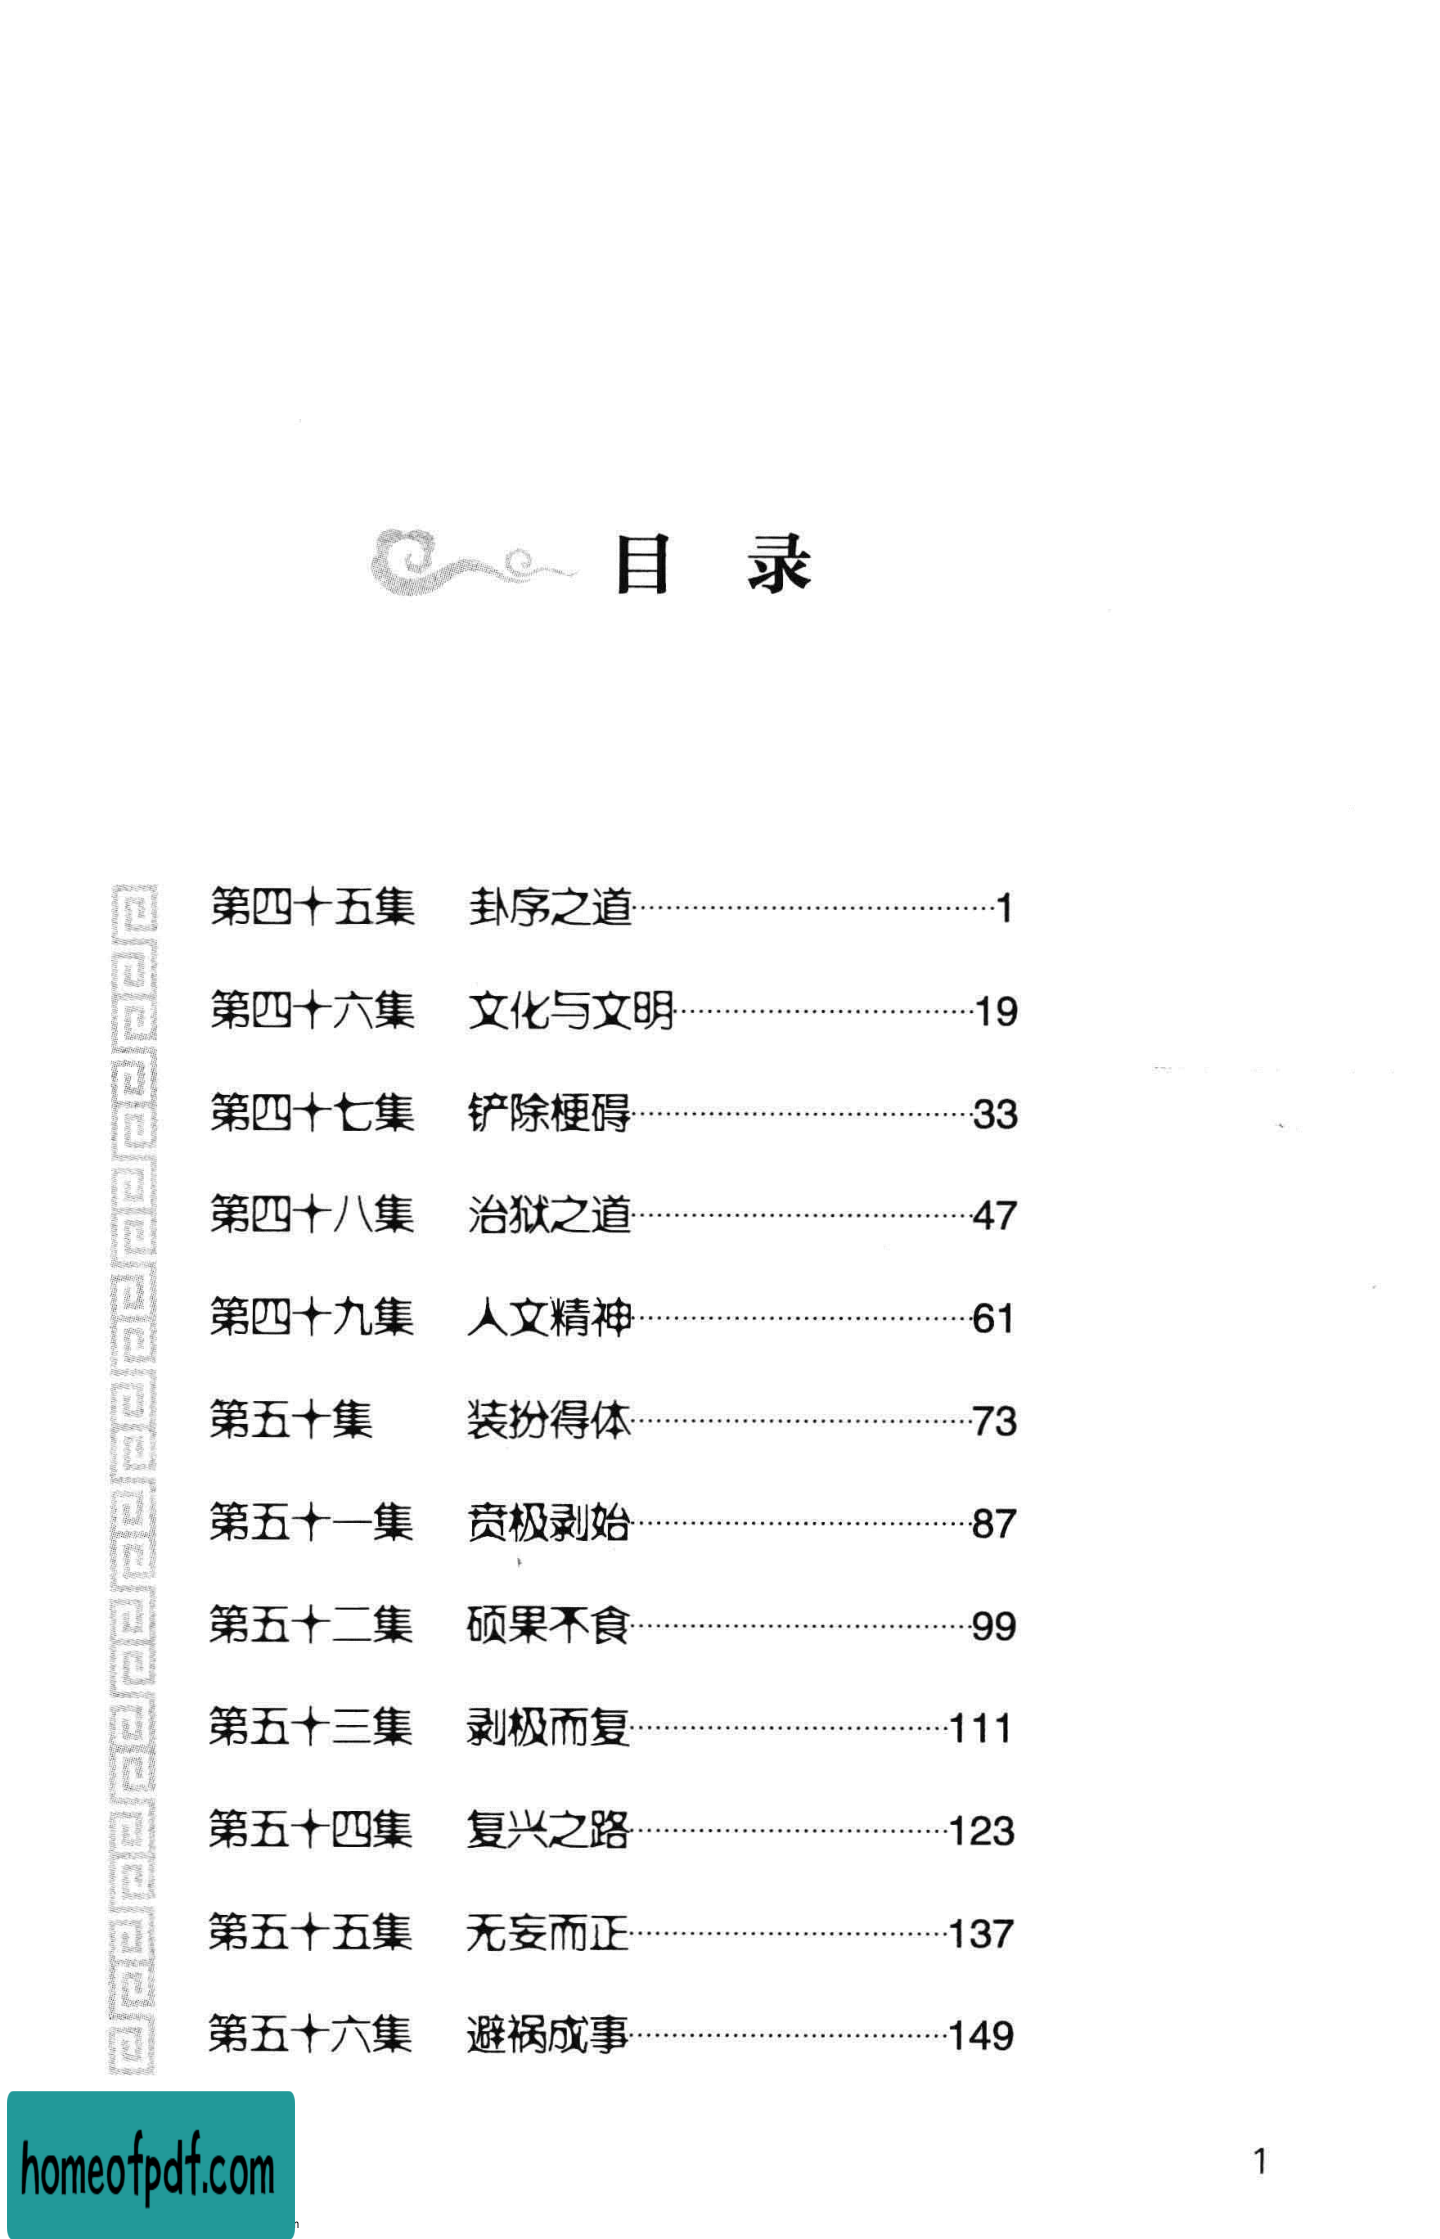 目 录
第四十五集 卦序之道……………………………1
第四十六集 文化与文明…………………………19
第四十七集 铲除梗碍……………………………33
第四十八集 治狱之道……………………………47
第四十九集 人文精神……………………………61
第五十集 装扮得体……………………………73
第五十一集 贲极剥始……………………………87
第五十二集 硕果不食……………………………99
第五十三集 剥极而复…………………………111
第五十四集 复兴之路…………………………123
第五十五集 无妄而正…………………………137
第五十六集 避祸成事…………………………149
homeofpdf.com
1